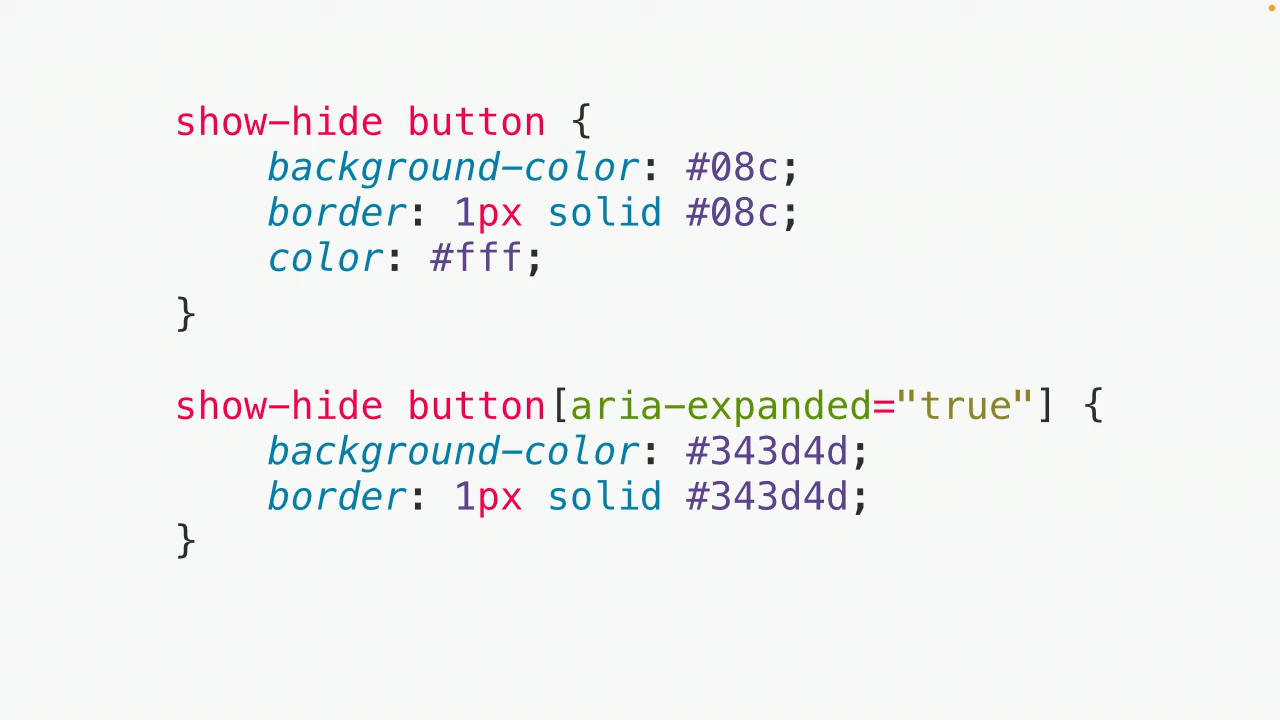 show-hide button {
    background-color: #08c;
    border: 1px solid #08c;
    color: #fff;
}
show-hide button[aria-expanded="true"] {
    background-color: #343d4d;
    border: 1px solid #343d4d;
}